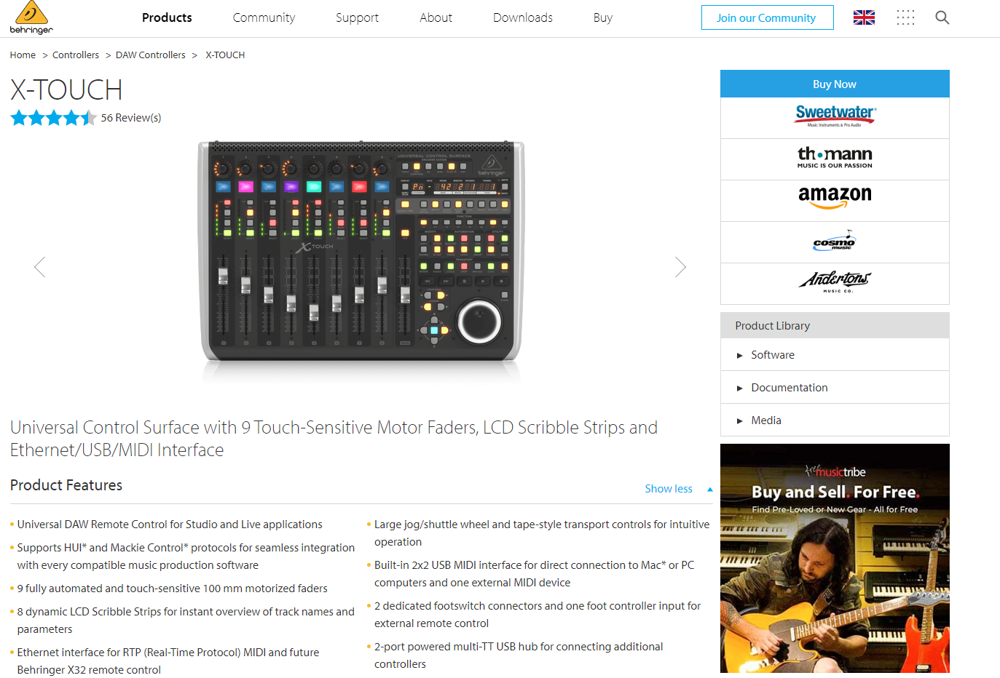 behringer
Products
Community
Support
About
Downloads
Buy
Join our Community
Home > Controllers > DAW Controllers > X-TOUCH
X-TOUCH
56 Review(s)
UNIVERSAL CONTROL SURFACE
behringer
X TOUCH
Universal Control Surface with 9 Touch-Sensitive Motor Faders, LCD Scribble Strips and
Ethernet/USB/MIDI Interface
Product Features
Show less
• Universal DAW Remote Control for Studio and Live applications
• Supports HUI* and Mackie Control* protocols for seamless integration
with every compatible music production software
• 9 fully automated and touch-sensitive 100 mm motorized faders
• 8 dynamic LCD Scribble Strips for instant overview of track names and
parameters
• Ethernet interface for RTP (Real-Time Protocol) MIDI and future
Behringer X32 remote control
• Large jog/shuttle wheel and tape-style transport controls for intuitive
operation
• Built-in 2x2 USB MIDI interface for direct connection to Mac* or PC
computers and one external MIDI device
• 2 dedicated footswitch connectors and one foot controller input for
external remote control
• 2-port powered multi-TT USB hub for connecting additional
controllers
Buy Now
Sweetwater
Music Instruments & Pro Audio
th•mann
MUSIC IS OUR PASSION
amazon
cosmo
music
Andertons
MUSIC CO.
Product Library
Software
Documentation
Media
free musictribe
Buy and Sell. For Free.
Find Pre-Loved or New Gear - All for Free